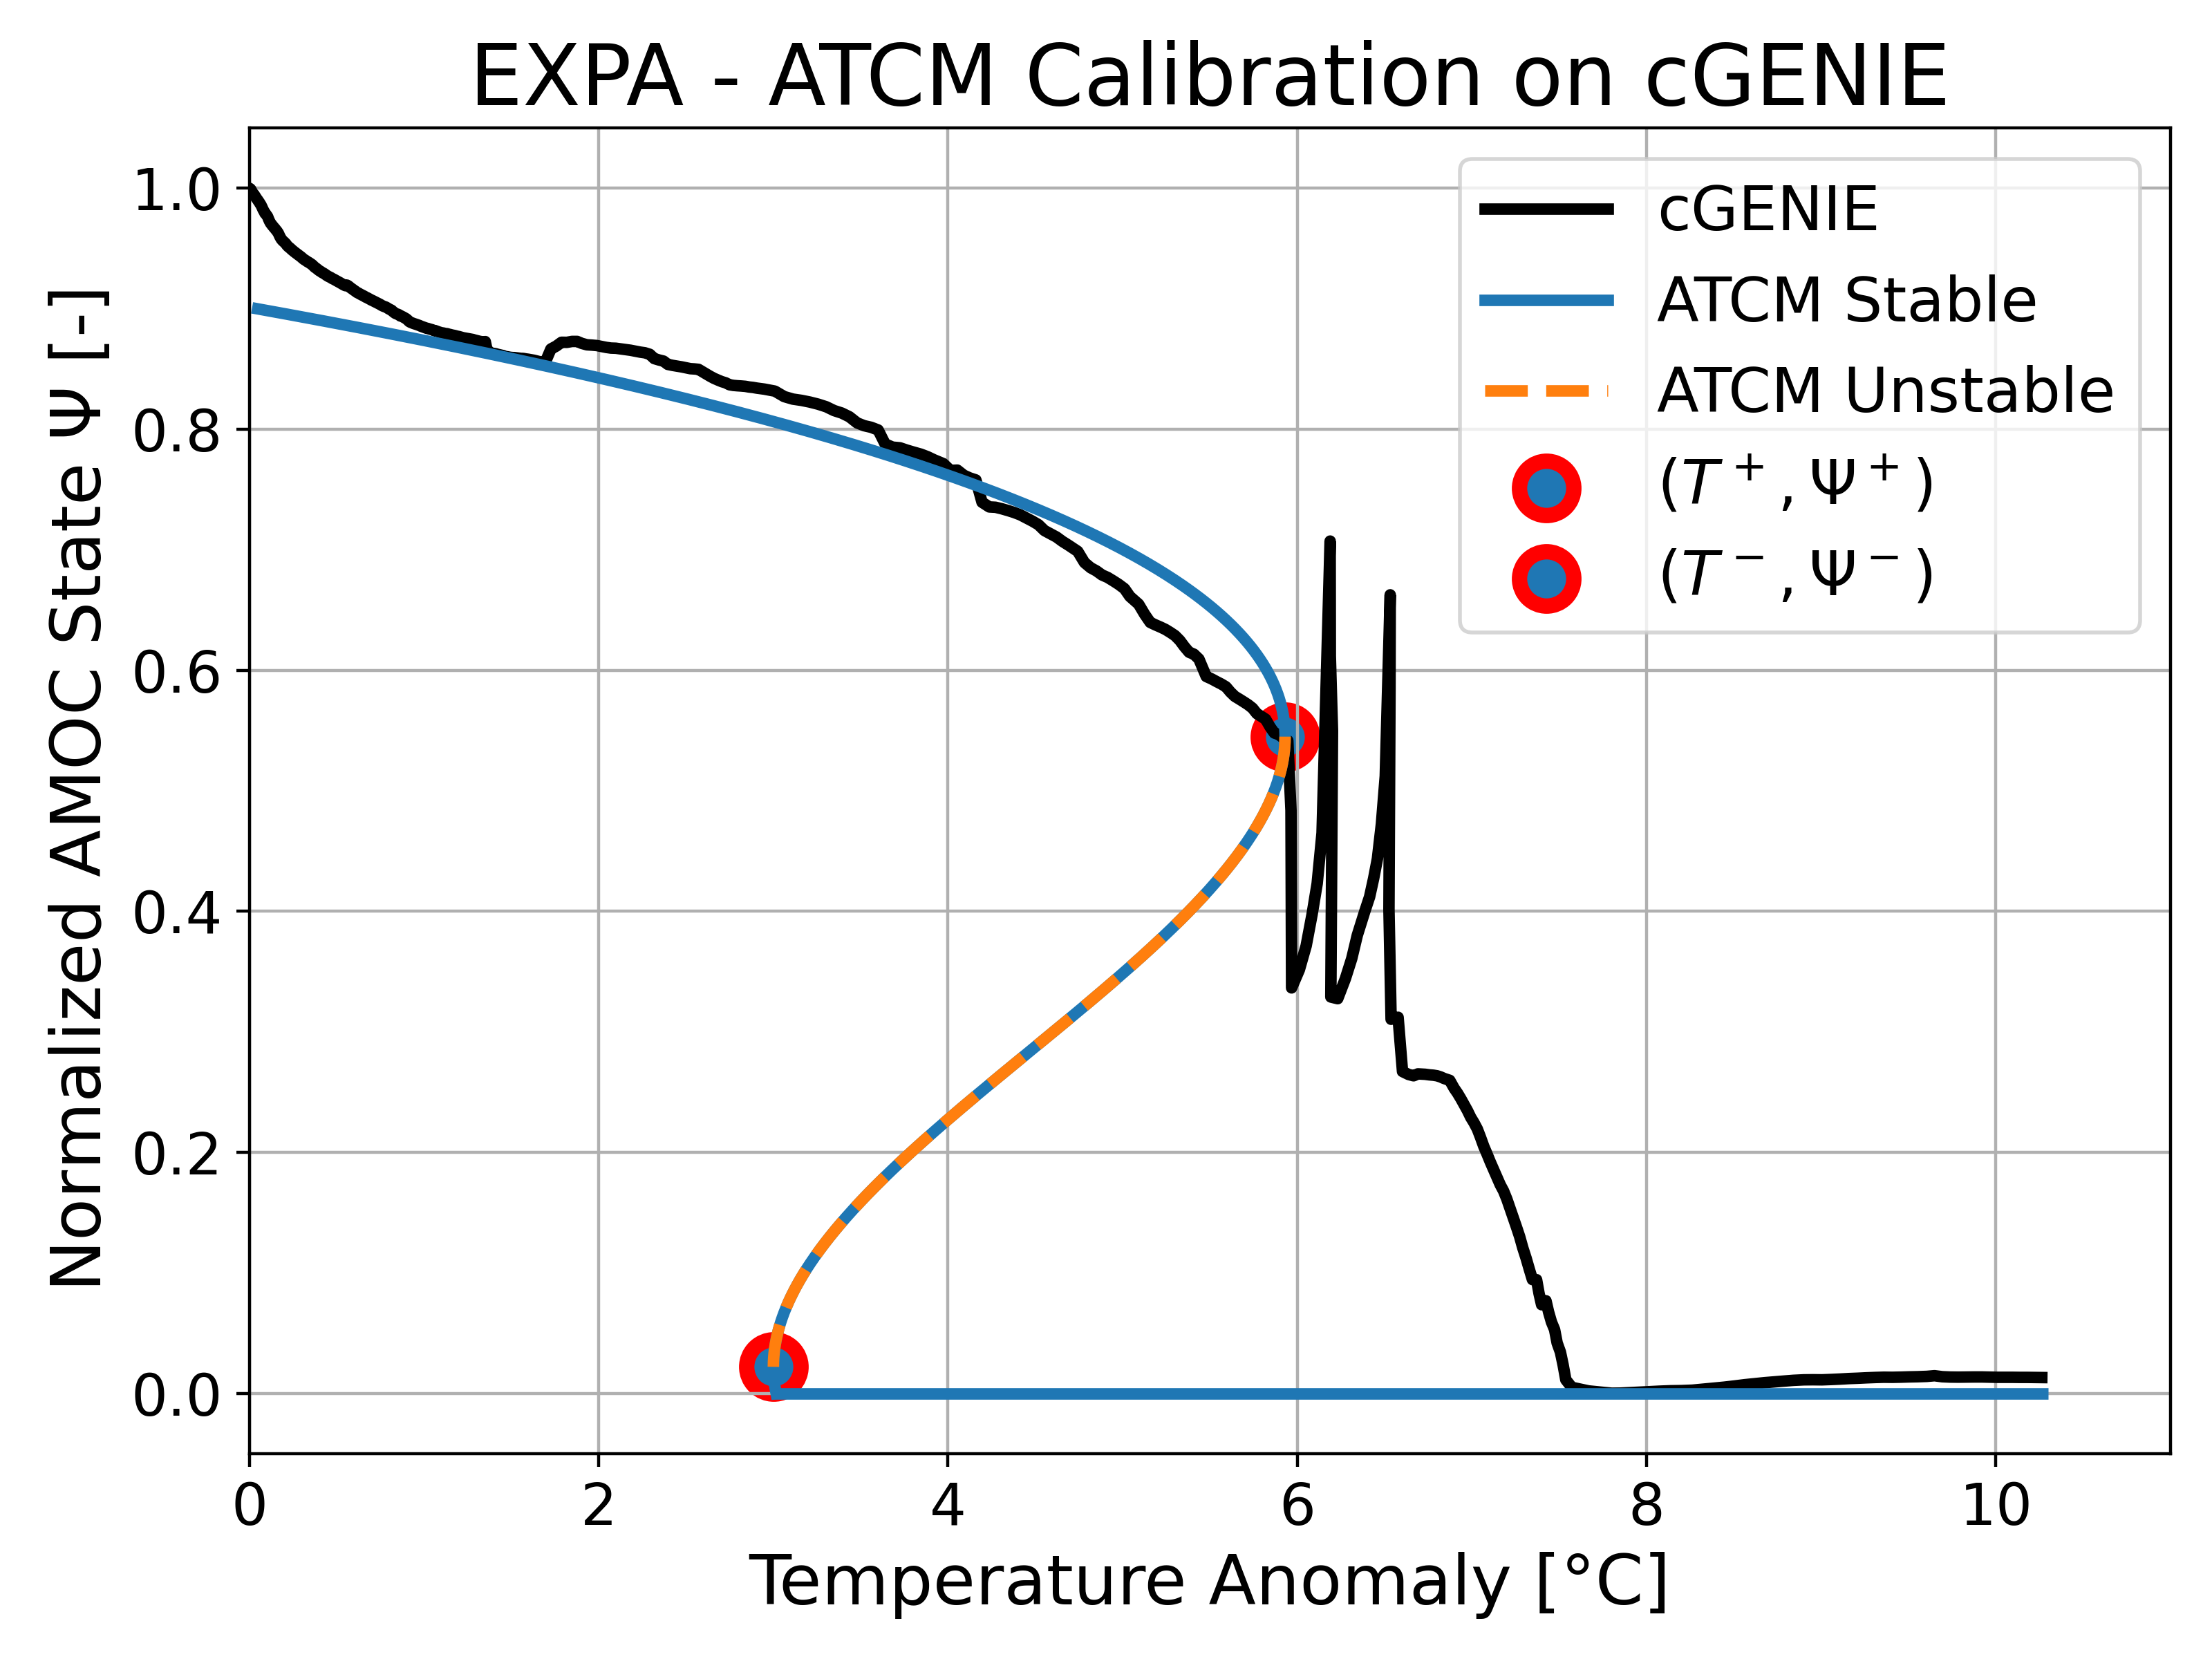 EXPA - ATCM Calibration on cGENIE
Normalized AMOC State Ψ [-]
1.0
0.8
0.6
0.4
0.2
0.0
cGENIE
ATCM Stable
ATCM Unstable
(T⁺, Ψ⁺)
(T⁻, Ψ⁻)
0 2 4 6 8 10
Temperature Anomaly [°C]